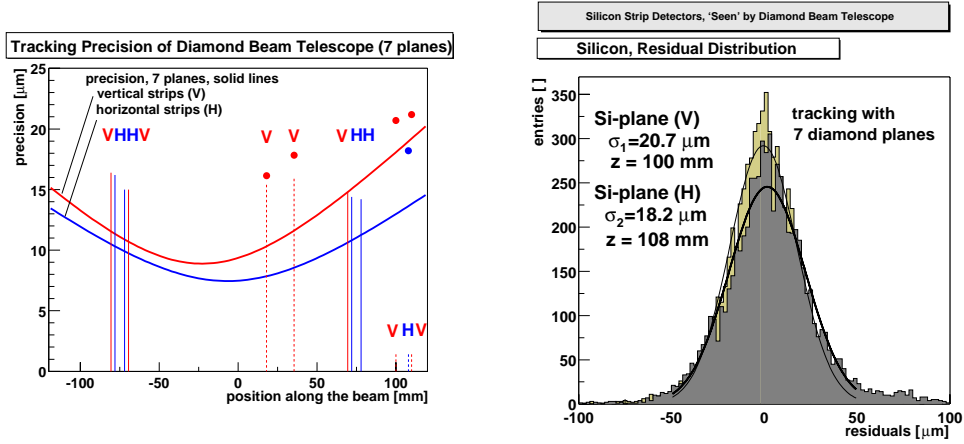 Tracking Precision of Diamond Beam Telescope (7 planes)
precision [μm]
25
20
15
10
5
0
precision, 7 planes, solid lines
vertical strips (V)
horizontal strips (H)
VHHV
V
V
VHH
V H V
-100
-50
0
50
100
position along the beam [mm]
Silicon Strip Detectors, ‘Seen’ by Diamond Beam Telescope
Silicon, Residual Distribution
entries [ ]
350
300
250
200
150
100
50
0
Si-plane (V)
σ1=20.7 μm
z = 100 mm
Si-plane (H)
σ2=18.2 μm
z = 108 mm
tracking with
7 diamond planes
-100
-50
0
50
100
residuals [μm]